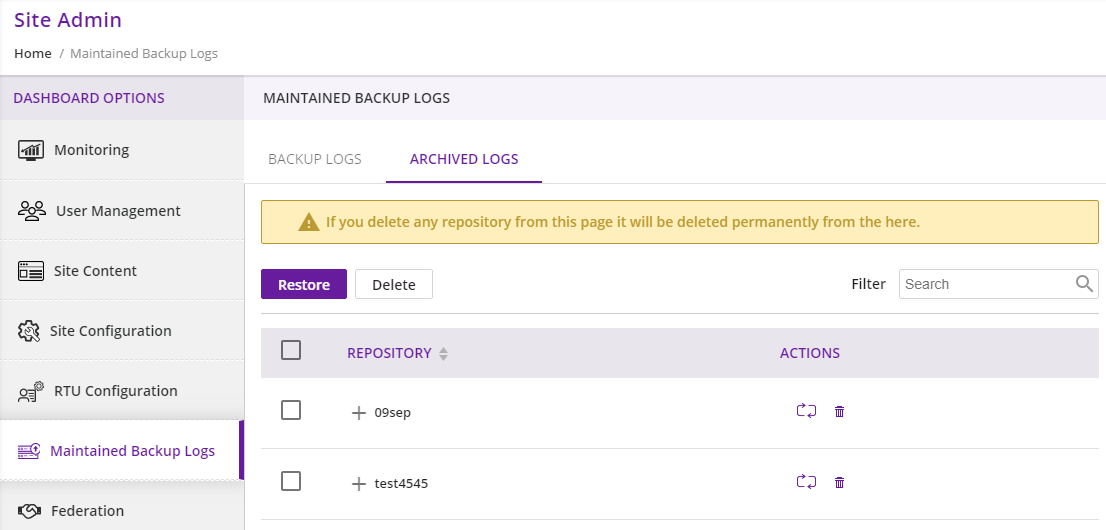 Site Admin
Home / Maintained Backup Logs
DASHBOARD OPTIONS
Monitoring
User Management
Site Content
Site Configuration
RTU Configuration
Maintained Backup Logs
Federation
MAINTAINED BACKUP LOGS
BACKUP LOGS ARCHIVED LOGS
If you delete any repository from this page it will be deleted permanently from the here.
Restore Delete Filter Search
REPOSITORY ACTIONS
09sep
test4545